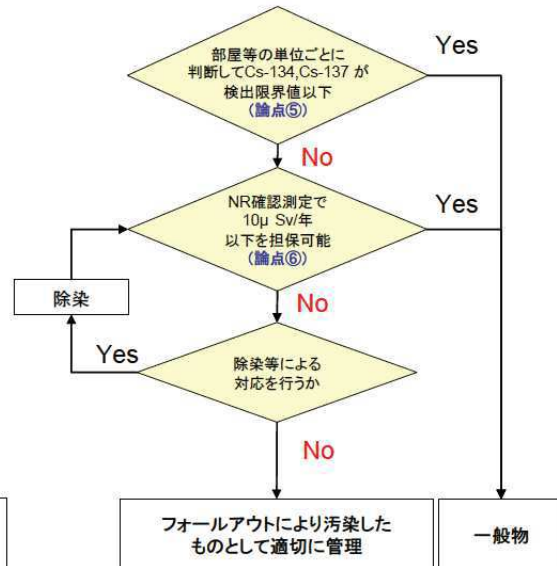 部屋等の単位ごとに
判断してCs-134,Cs-137 が
検出限界値以下
(論点⑤)
Yes
No
NR確認測定で
10μ Sv/年
以下を担保可能
(論点⑥)
Yes
除染
No
Yes
除染等による
対応を行うか
No
フォールアウトにより汚染した
ものとして適切に管理
一般物